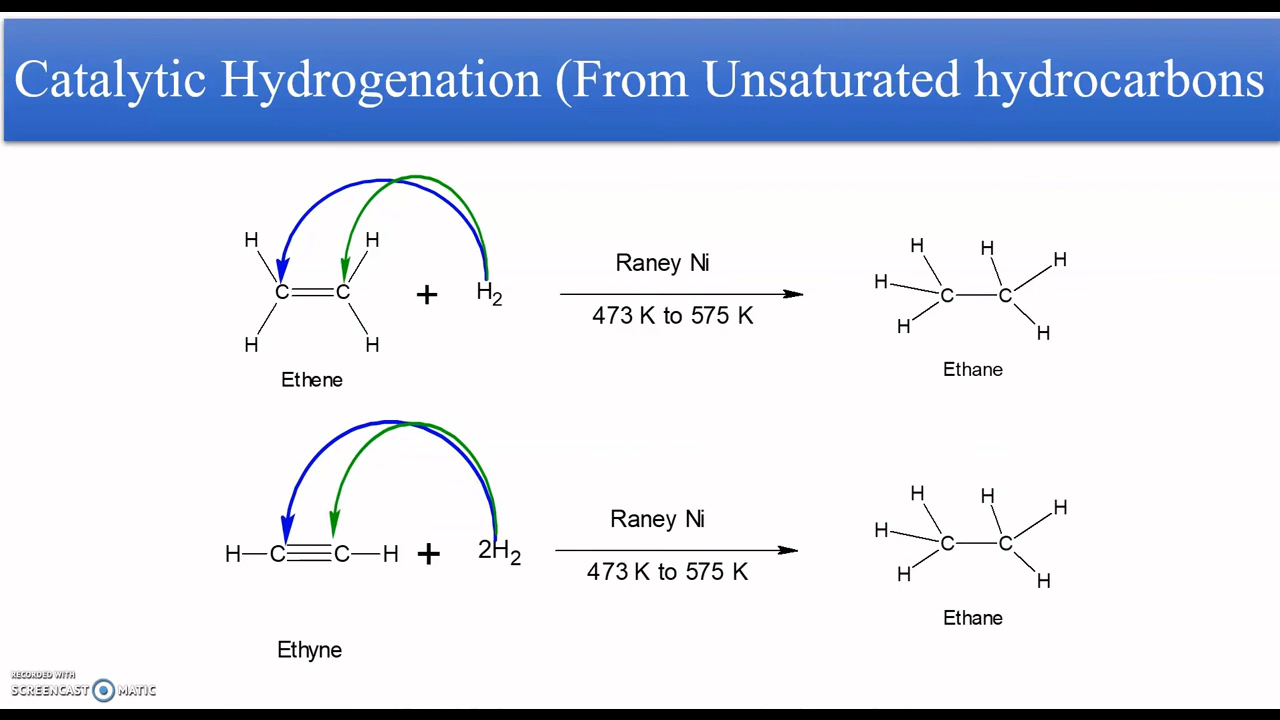 Catalytic Hydrogenation (From Unsaturated hydrocarbons
H H
C C + H2
H H
Ethene
Raney Ni
473 K to 575 K
H H H
H C C
H H
Ethane
H C C H + 2H2
Ethyne
Raney Ni
473 K to 575 K
H H H
H C C
H H
Ethane
RECORDED WITH
SCREENCAST MATIC